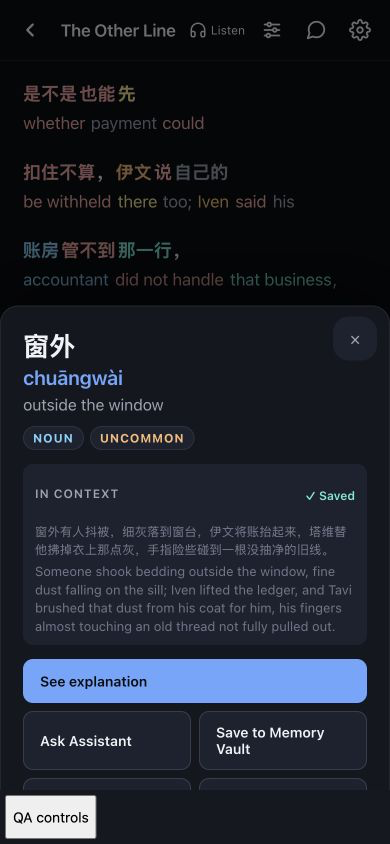 The Other Line
Listen
是不是也能先
whether payment could
扣住不算，伊文说自己的
be withheld there too; Iven said his
账房管不到那一行，
accountant did not handle that business,
窗外
chuāngwài
outside the window
NOUN
UNCOMMON
IN CONTEXT
✓ Saved
窗外有人抖被，细灰落到窗台，伊文将账抬起来，塔维替
他拂掉衣上那点灰，手指险些碰到一根没抽净的旧线。
Someone shook bedding outside the window, fine
dust falling on the sill; Iven lifted the ledger, and Tavi
brushed that dust from his coat for him, his fingers
almost touching an old thread not fully pulled out.
See explanation
Ask Assistant
Save to Memory
Vault
QA controls